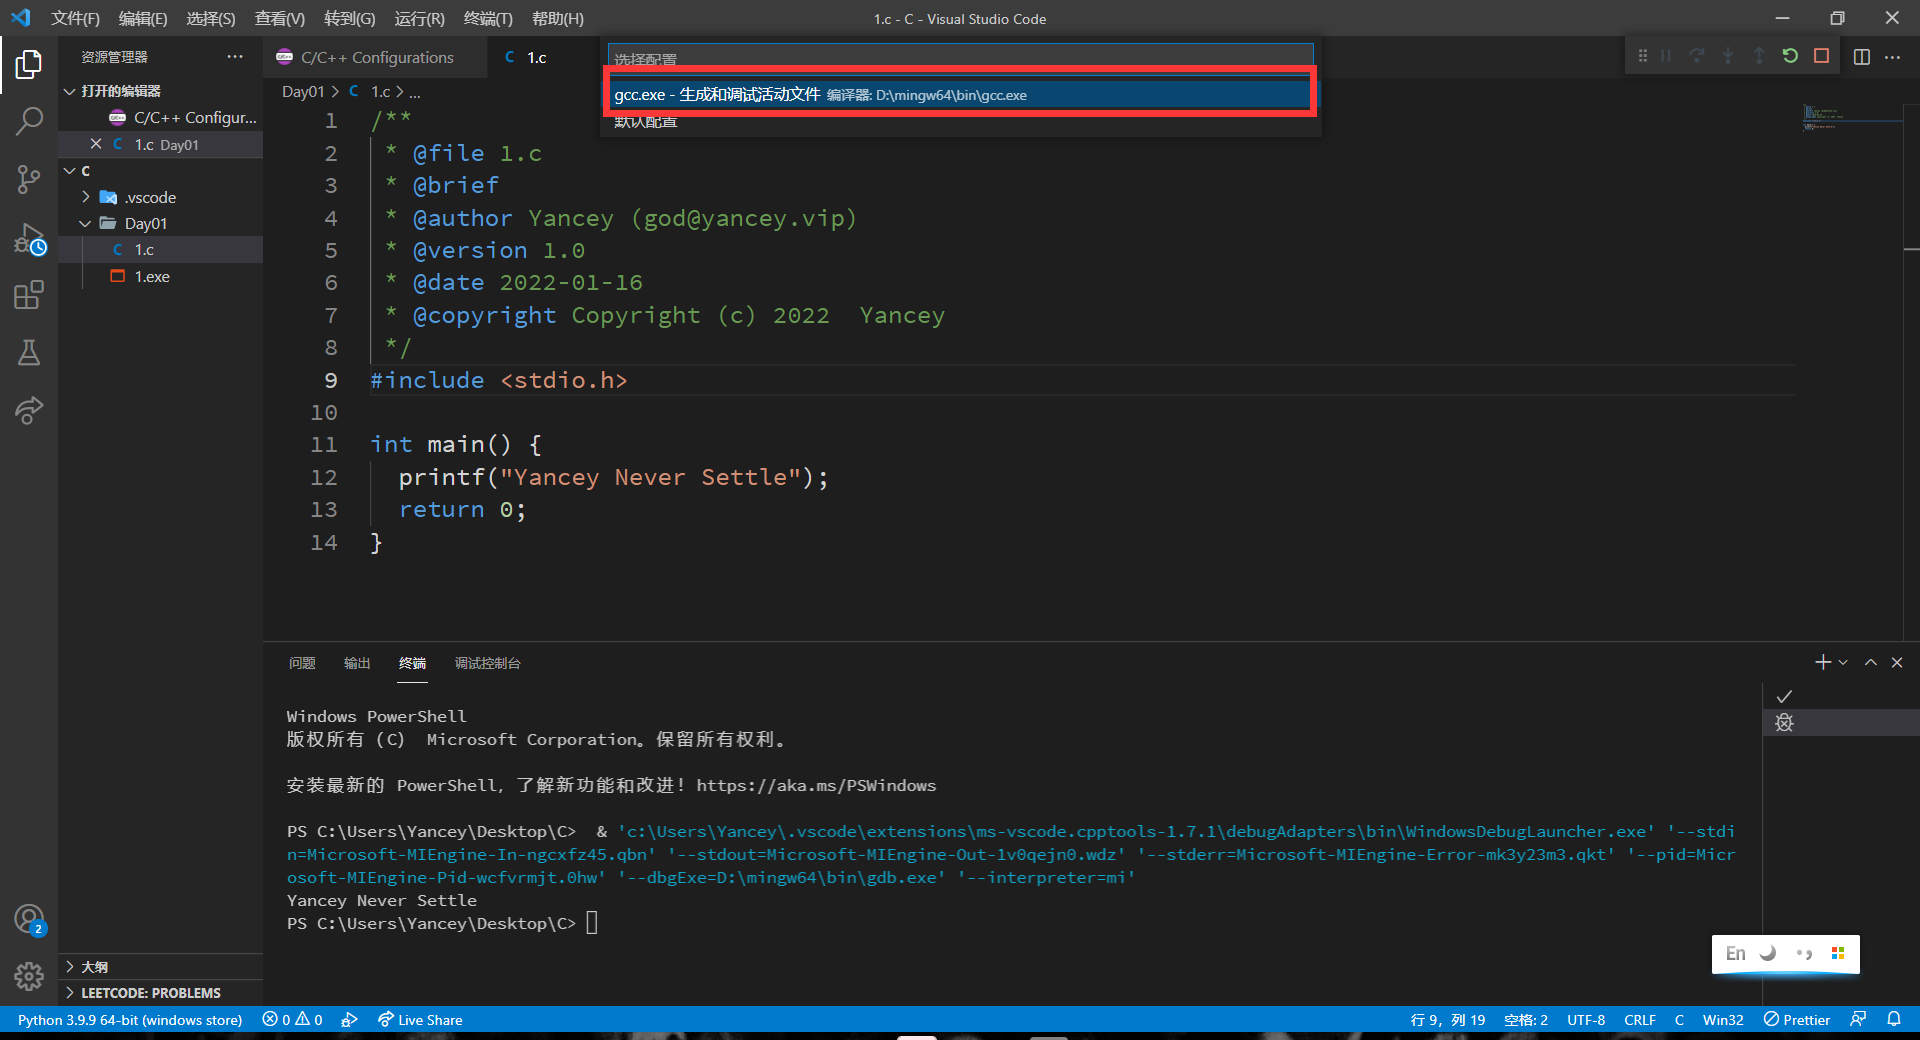 文件(F) 编辑(E) 选择(S) 查看(V) 转到(G) 运行(R) 终端(T) 帮助(H)
1.c - C - Visual Studio Code
资源管理器
C/C++ Configurations
1.c
选择配置
gcc.exe - 生成和调试活动文件 编译器: D:\mingw64\bin\gcc.exe
默认配置
打开的编辑器
C/C++ Configur...
1.c Day01
C
.vscode
Day01
1.c
1.exe
Day01 > C 1.c > ...
1 /**
2 * @file 1.c
3 * @brief
4 * @author Yancey (god@yancey.vip)
5 * @version 1.0
6 * @date 2022-01-16
7 * @copyright Copyright (c) 2022  Yancey
8 */
9 #include <stdio.h>
10
11 int main() {
12 printf("Yancey Never Settle");
13 return 0;
14 }
问题 输出 终端 调试控制台
Windows PowerShell
版权所有 (C)  Microsoft Corporation。保留所有权利。
安装最新的 PowerShell,了解新功能和改进!https://aka.ms/PSWindows
PS C:\Users\Yancey\Desktop\C>  & 'c:\Users\Yancey\.vscode\extensions\ms-vscode.cpptools-1.7.1\debugAdapters\bin\WindowsDebugLauncher.exe' '--stdi
n=Microsoft-MIEngine-In-ngcxfz45.qbn' '--stdout=Microsoft-MIEngine-Out-1v0qejn0.wdz' '--stderr=Microsoft-MIEngine-Error-mk3y23m3.qkt' '--pid=Micr
osoft-MIEngine-Pid-wcfvrmjt.0hw' '--dbgExe=D:\mingw64\bin\gdb.exe' '--interpreter=mi'
Yancey Never Settle
PS C:\Users\Yancey\Desktop\C>
2
大纲
LEETCODE: PROBLEMS
En
Python 3.9.9 64-bit (windows store) 0 0 Live Share
行 9，列 19 空格: 2 UTF-8 CRLF C Win32 Prettier